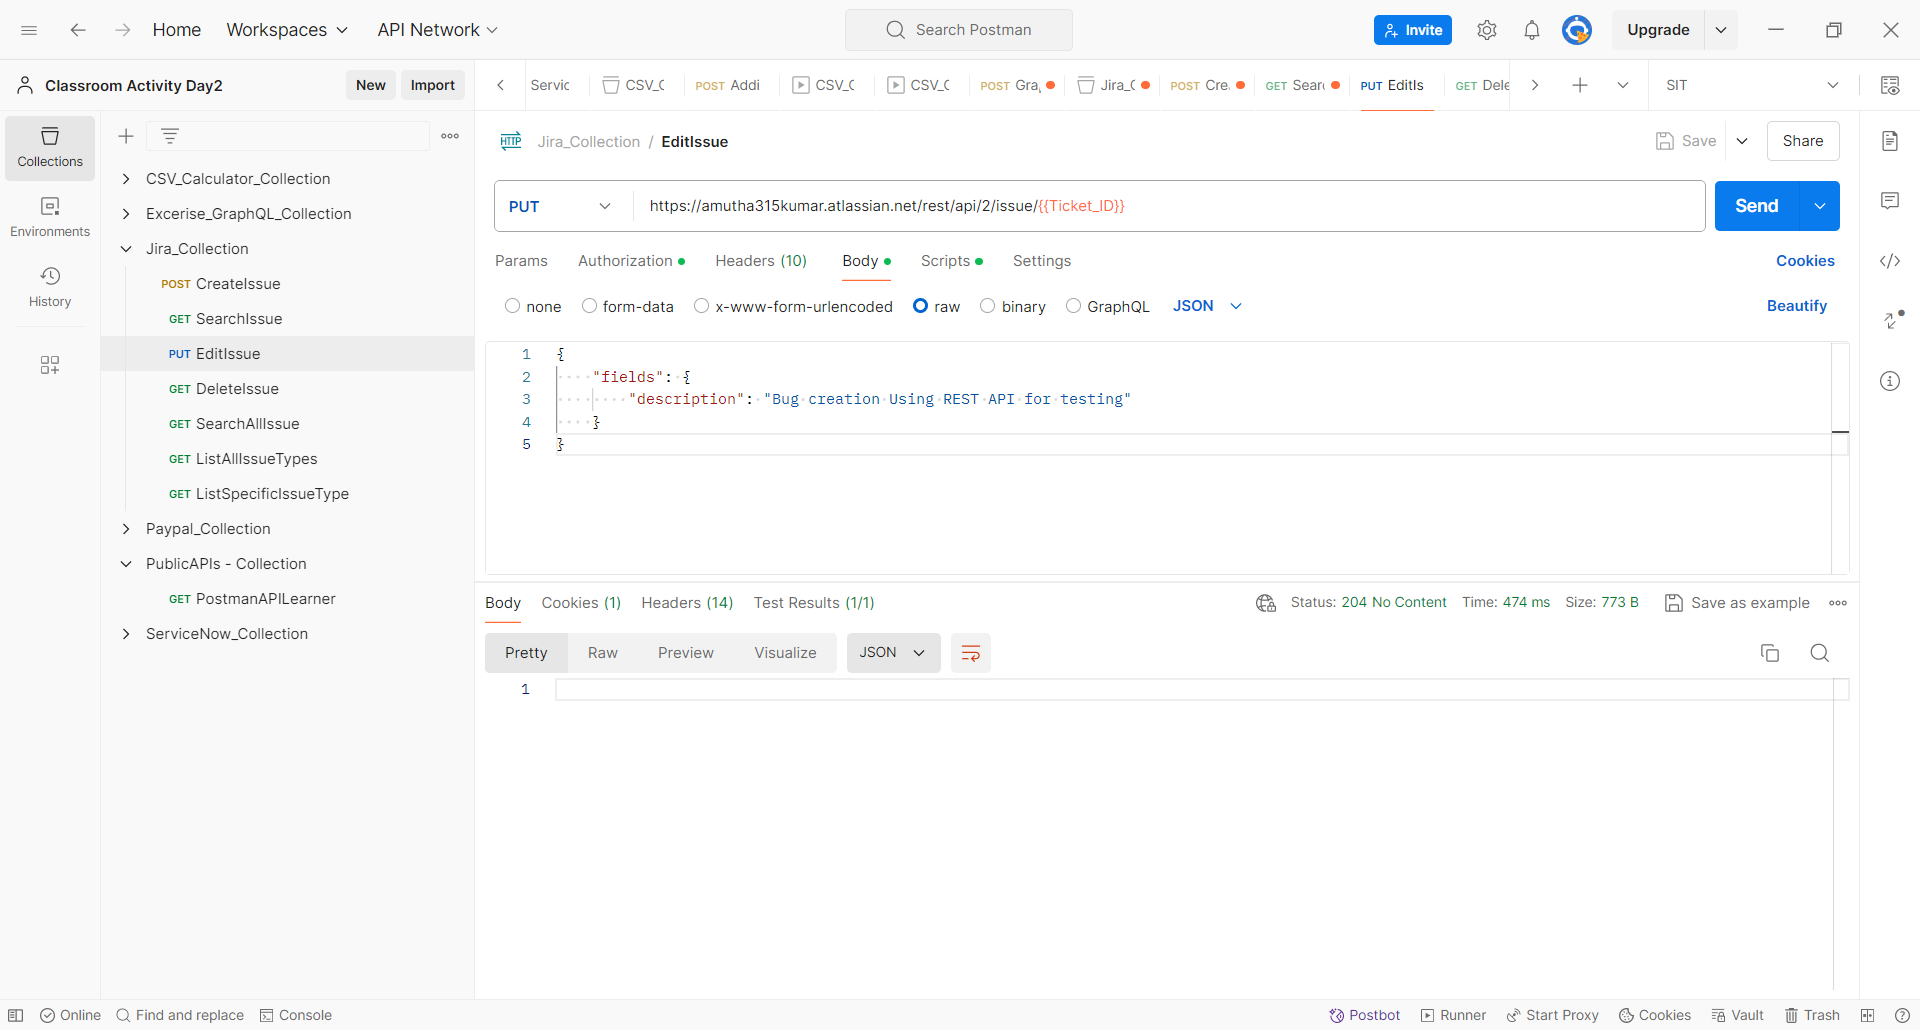 Home Workspaces API Network Search Postman Invite Upgrade
Classroom Activity Day2 New Import
Servic CSV_C POST Addi CSV_C CSV_C POST Gra Jira_C POST Cre GET Sear PUT EditIs GET Dele SIT
Collections
Environments
History
CSV_Calculator_Collection
Excerise_GraphQL_Collection
Jira_Collection
POST CreateIssue
GET SearchIssue
PUT EditIssue
GET DeleteIssue
GET SearchAllIssue
GET ListAllIssueTypes
GET ListSpecificIssueType
Paypal_Collection
PublicAPIs - Collection
GET PostmanAPILearner
ServiceNow_Collection
HTTP Jira_Collection / EditIssue Save Share
PUT https://amutha315kumar.atlassian.net/rest/api/2/issue/{{Ticket_ID}} Send
Params Authorization Headers (10) Body Scripts Settings Cookies
none form-data x-www-form-urlencoded raw binary GraphQL JSON Beautify
1 {
2 "fields": {
3 "description": "Bug creation Using REST API for testing"
4 }
5 }
Body Cookies (1) Headers (14) Test Results (1/1) Status: 204 No Content Time: 474 ms Size: 773 B Save as example
Pretty Raw Preview Visualize JSON
1
Online Find and replace Console Postbot Runner Start Proxy Cookies Vault Trash